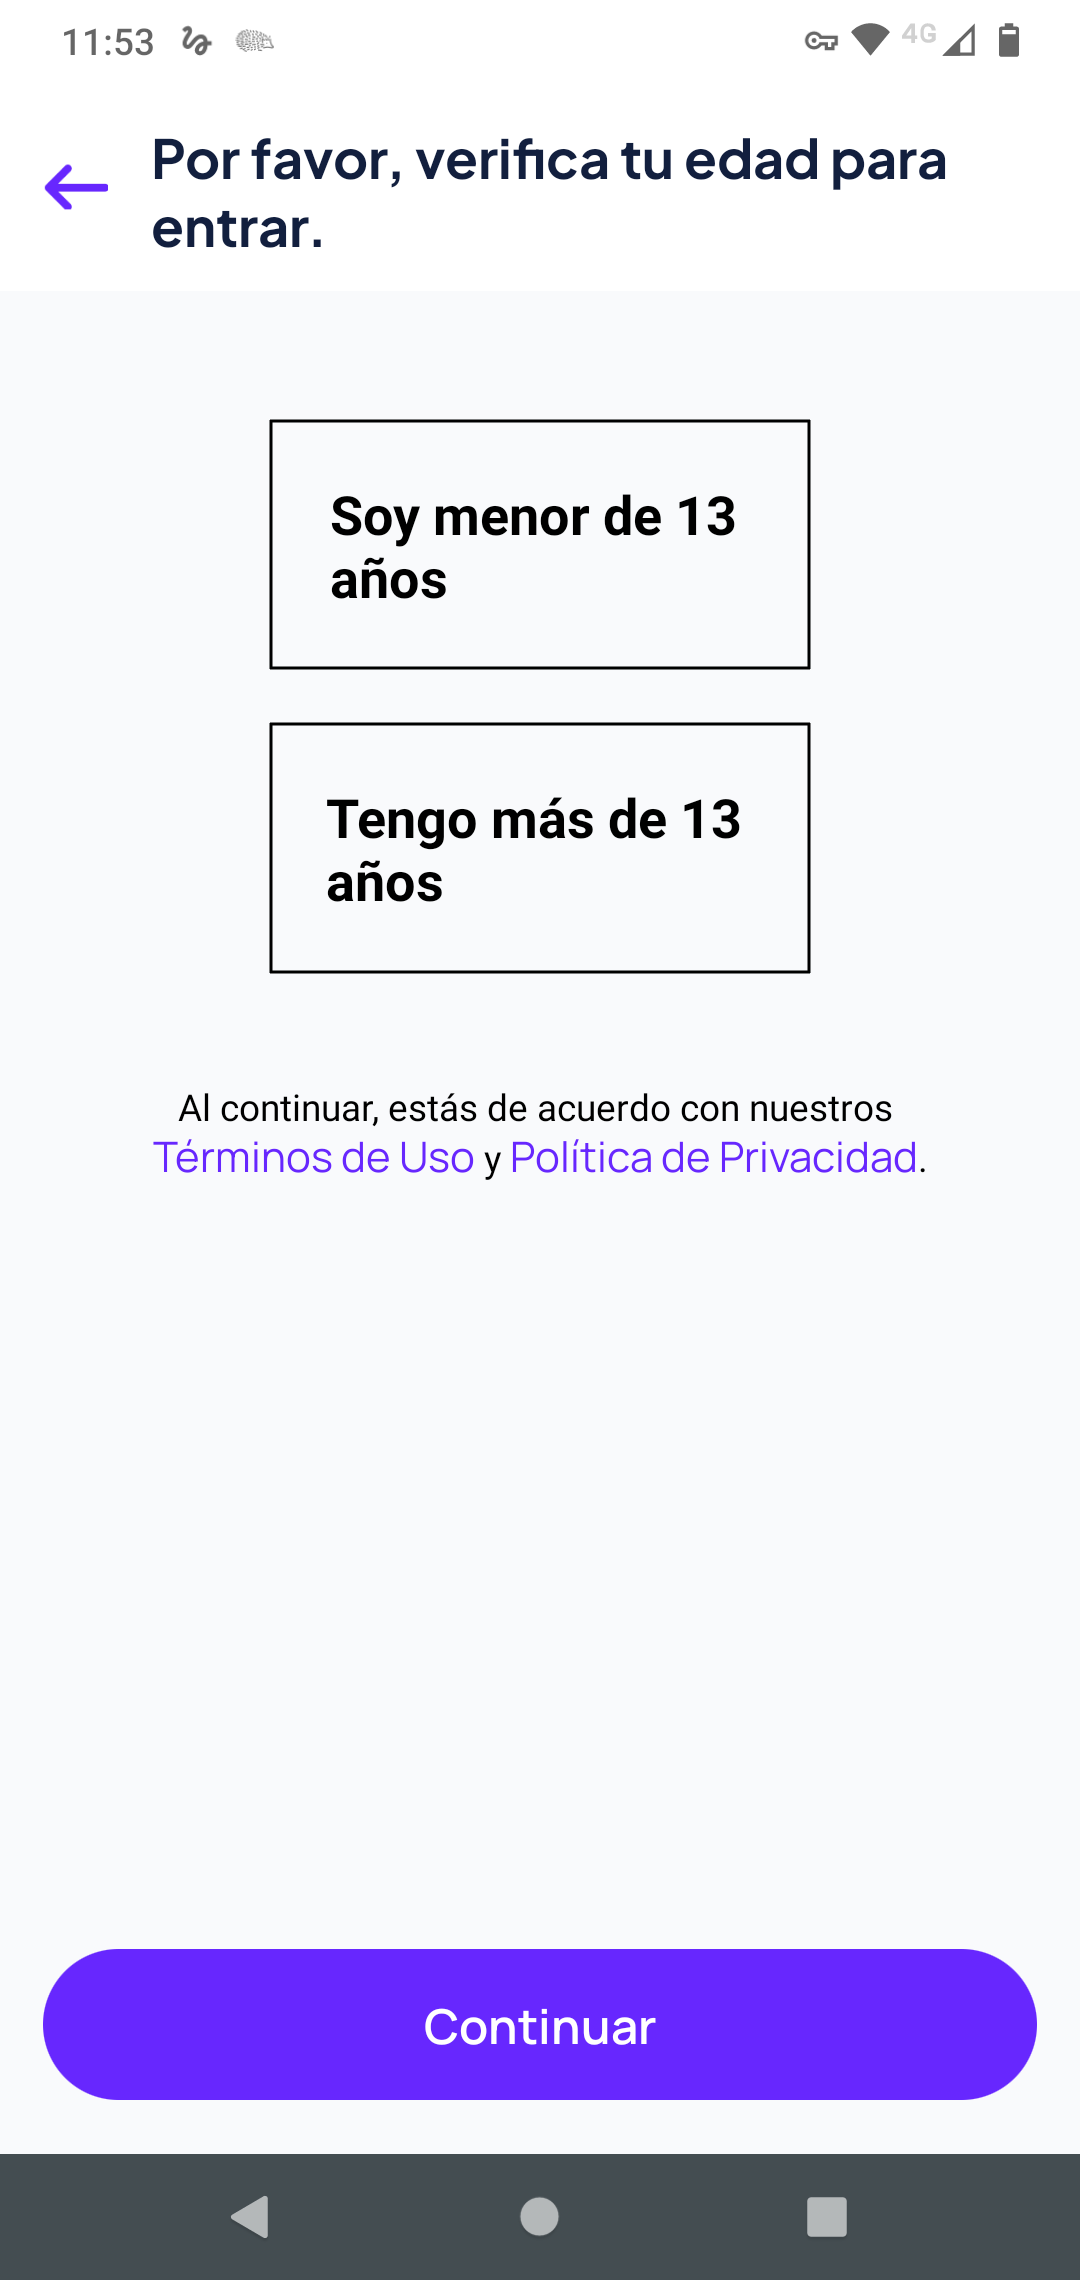 11:53
4G
Por favor, verifica tu edad para
entrar.
Soy menor de 13
años
Tengo más de 13
años
Al continuar, estás de acuerdo con nuestros
Términos de Uso y Política de Privacidad.
Continuar